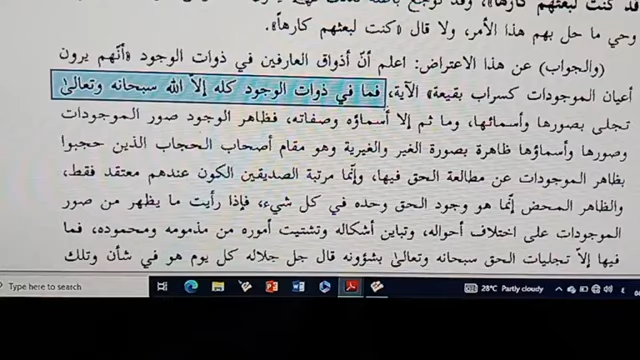 قد كنت لبعثهم كارهاً»، وقد توجع
وحي ما حل بهم هذا الأمر، ولا قال «كنت لبعثهم كارهاً».
(والجواب) عن هذا الاعتراض: اعلم أنّ أذواق العارفين في ذوات الوجود «أنّهم يرون
أعيان الموجودات كسراب بقيعة» الآية، فما في ذوات الوجود كله إلاّ الله سبحانه وتعالىٰ
تجلى بصورها وأسمائها، وما ثم إلا أسماؤه وصفاته، فظاهر الوجود صور الموجودات
وصورها وأسماؤها ظاهرة بصورة الغير والغيرية وهو مقام أصحاب الحجاب الذين حجبوا
بظاهر الموجودات عن مطالعة الحق فيها، وإنّما مرتبة الصديقين الكون عندهم معتقد فقط،
والظاهر المحض إنّما هو وجود الحق وحده في كل شيء، فإذا رأيت ما يظهر من صور
الموجودات على اختلاف أحواله، وتباين أشكاله وتشتيت أموره من مذمومه ومحموده، فما
فيها إلاّ تجليات الحق سبحانه وتعالىٰ بشؤونه قال جل جلاله كل يوم هو في شأن وتلك
Type here to search
28°C Partly cloudy